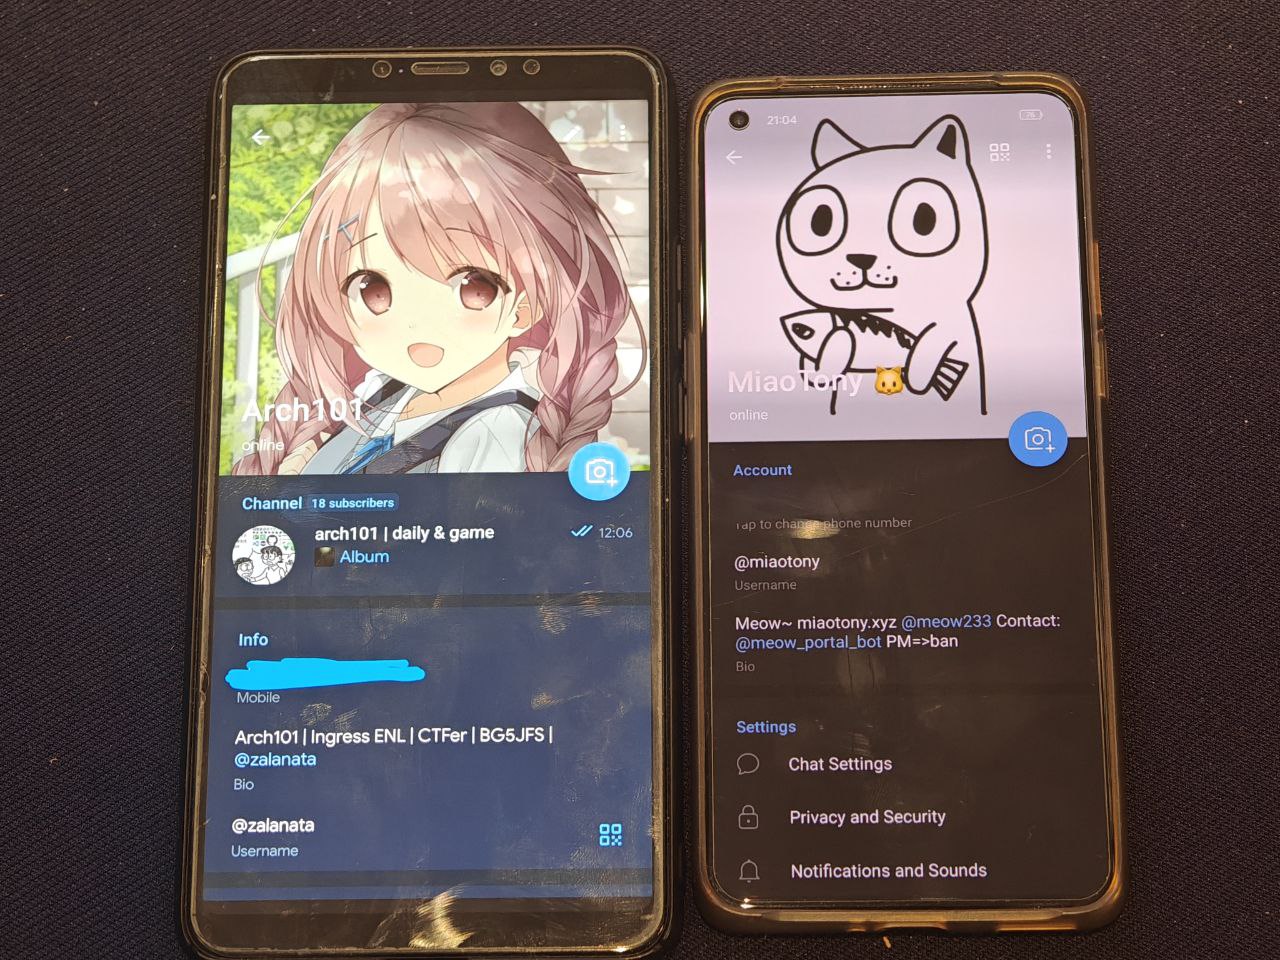 Arch101
online
Channel 18 subscribers
arch101 | daily & game 12:06
Album
Info
Mobile
Arch101 | Ingress ENL | CTFer | BG5JFS |
@zalanata
Bio
@zalanata
Username
21:04
76
MiaoTony
online
Account
Tap to change phone number
@miaotony
Username
Meow~ miaotony.xyz @meow233 Contact:
@meow_portal_bot PM=>ban
Bio
Settings
Chat Settings
Privacy and Security
Notifications and Sounds